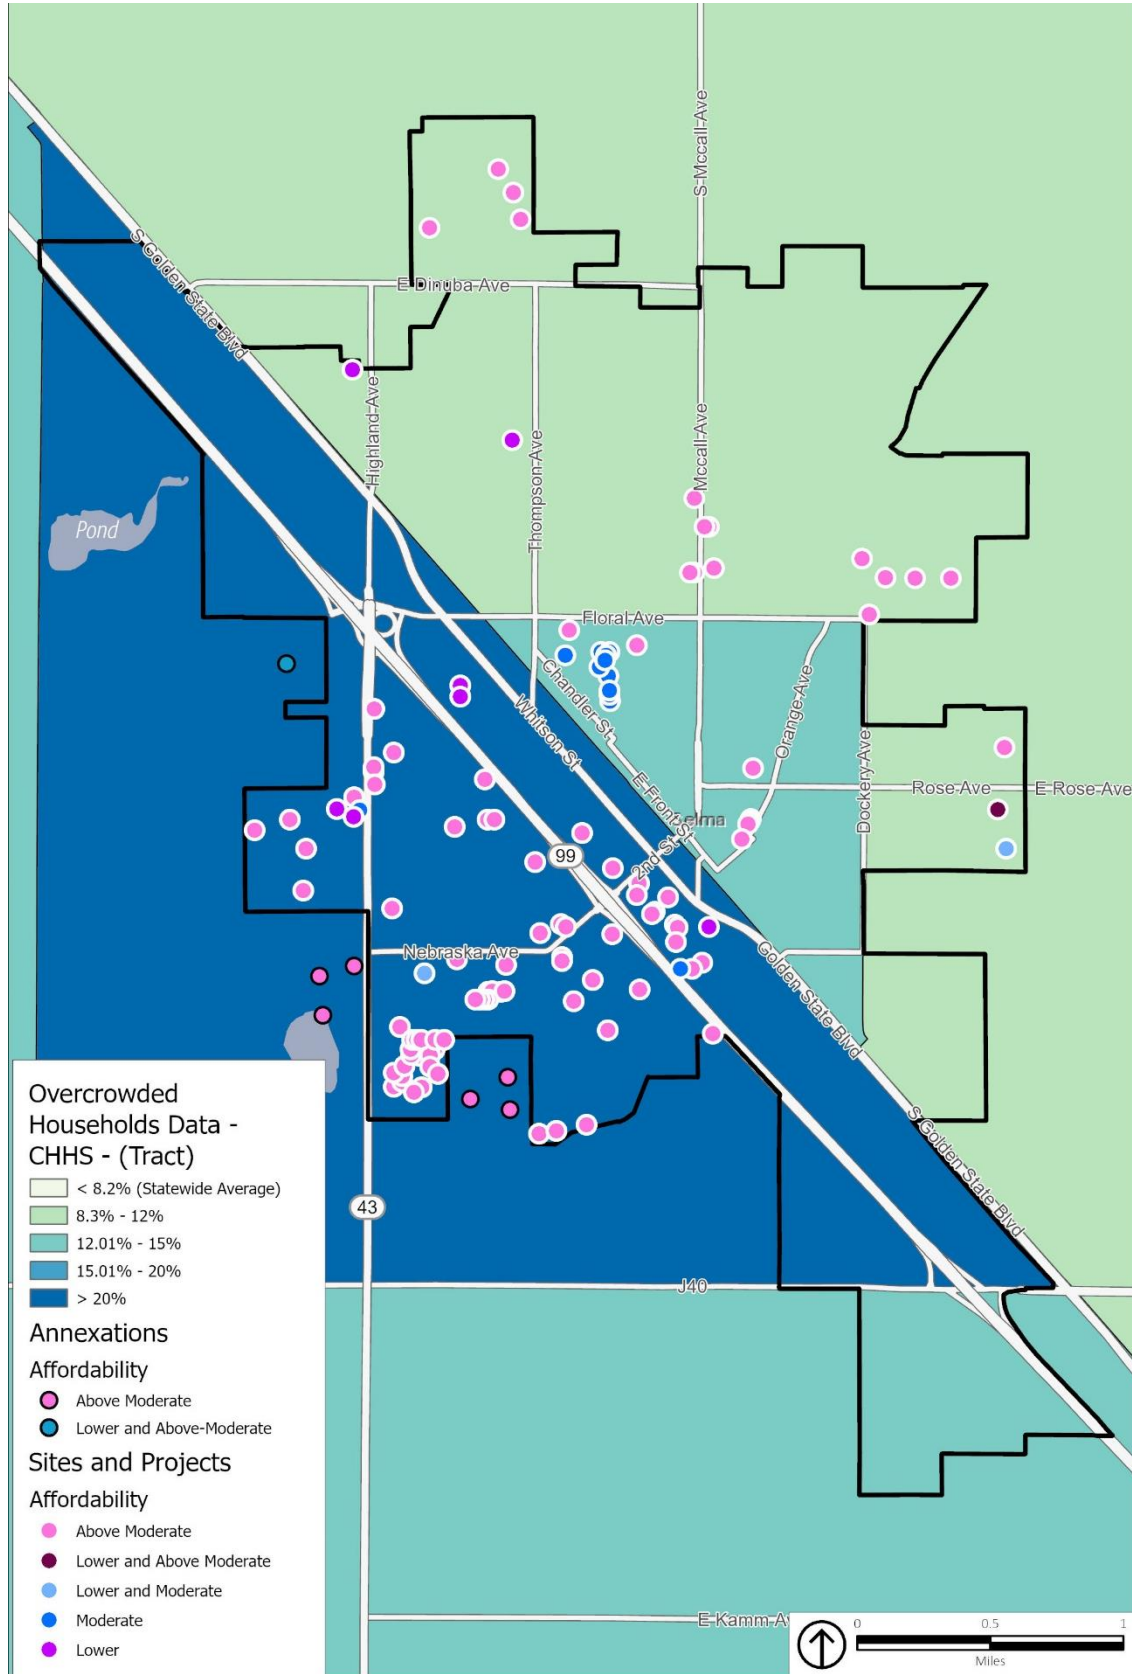 S Mccall Ave
S Golden State Blvd
E Dinuba Ave
Highland Ave
Thompson Ave
Mccall Ave
Pond
Floral Ave
Chandler St
Whitson St
Orange Ave
Dockery Ave
Rose Ave
E Rose Ave
E Front St
Selma
2nd St
99
Nebraska Ave
Golden State Blvd
S Golden State Blvd
43
J40
E Kamm Av
Overcrowded
Households Data -
CHHS - (Tract)
< 8.2% (Statewide Average)
8.3% - 12%
12.01% - 15%
15.01% - 20%
> 20%
Annexations
Affordability
Above Moderate
Lower and Above-Moderate
Sites and Projects
Affordability
Above Moderate
Lower and Above Moderate
Lower and Moderate
Moderate
Lower
0 0.5 1
Miles